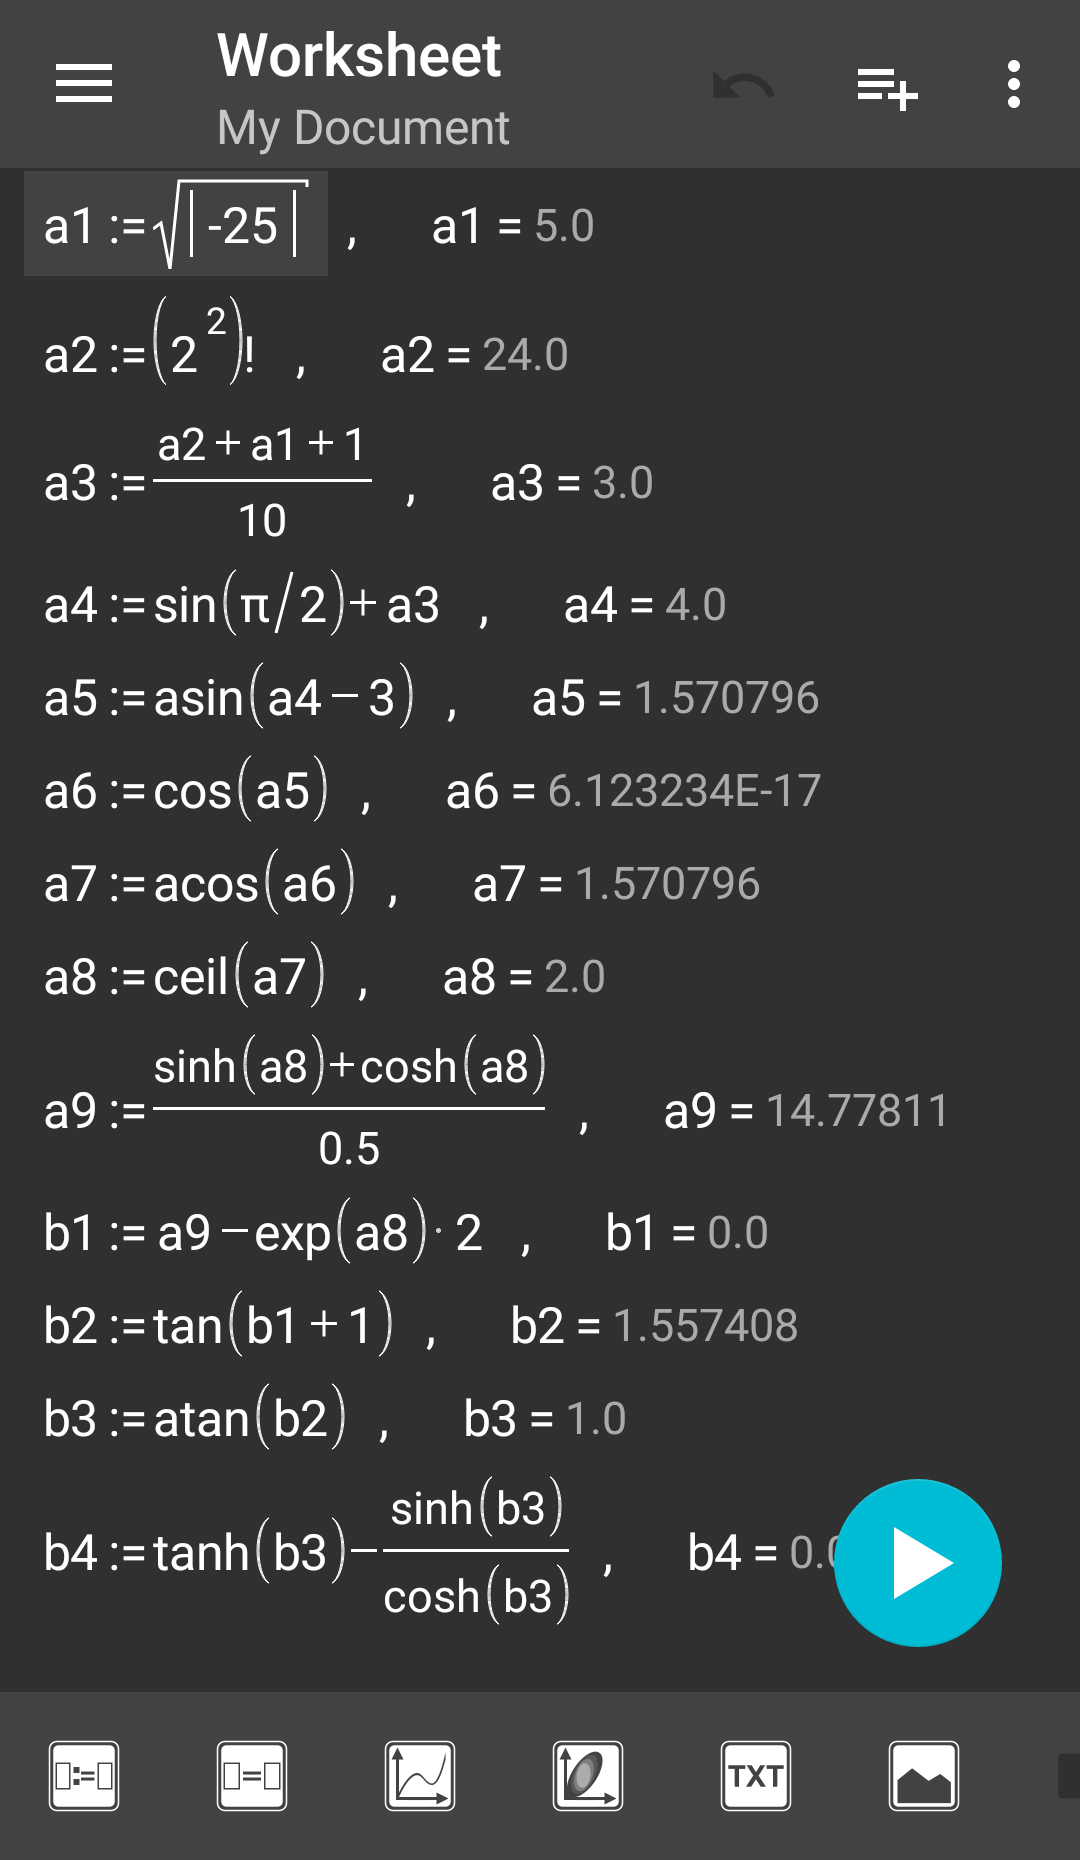 Worksheet
My Document
a1 := √|-25| , a1 = 5.0
a2 := (2²)! , a2 = 24.0
a3 := (a2 + a1 + 1)/10 , a3 = 3.0
a4 := sin(π/2) + a3 , a4 = 4.0
a5 := asin(a4 − 3) , a5 = 1.570796
a6 := cos(a5) , a6 = 6.123234E-17
a7 := acos(a6) , a7 = 1.570796
a8 := ceil(a7) , a8 = 2.0
a9 := (sinh(a8) + cosh(a8))/0.5 , a9 = 14.77811
b1 := a9 − exp(a8) · 2 , b1 = 0.0
b2 := tan(b1 + 1) , b2 = 1.557408
b3 := atan(b2) , b3 = 1.0
b4 := tanh(b3) − sinh(b3)/cosh(b3) , b4 = 0.
TXT